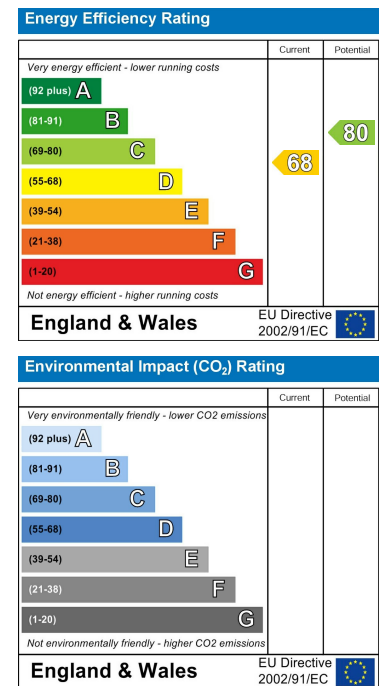 Energy Efficiency Rating
Current Potential
Very energy efficient - lower running costs
(92 plus) A
(81-91) B
80
(69-80) C
68
(55-68) D
(39-54) E
(21-38) F
(1-20) G
Not energy efficient - higher running costs
England & Wales
EU Directive
2002/91/EC
Environmental Impact (CO₂) Rating
Current Potential
Very environmentally friendly - lower CO2 emissions
(92 plus) A
(81-91) B
(69-80) C
(55-68) D
(39-54) E
(21-38) F
(1-20) G
Not environmentally friendly - higher CO2 emissions
England & Wales
EU Directive
2002/91/EC